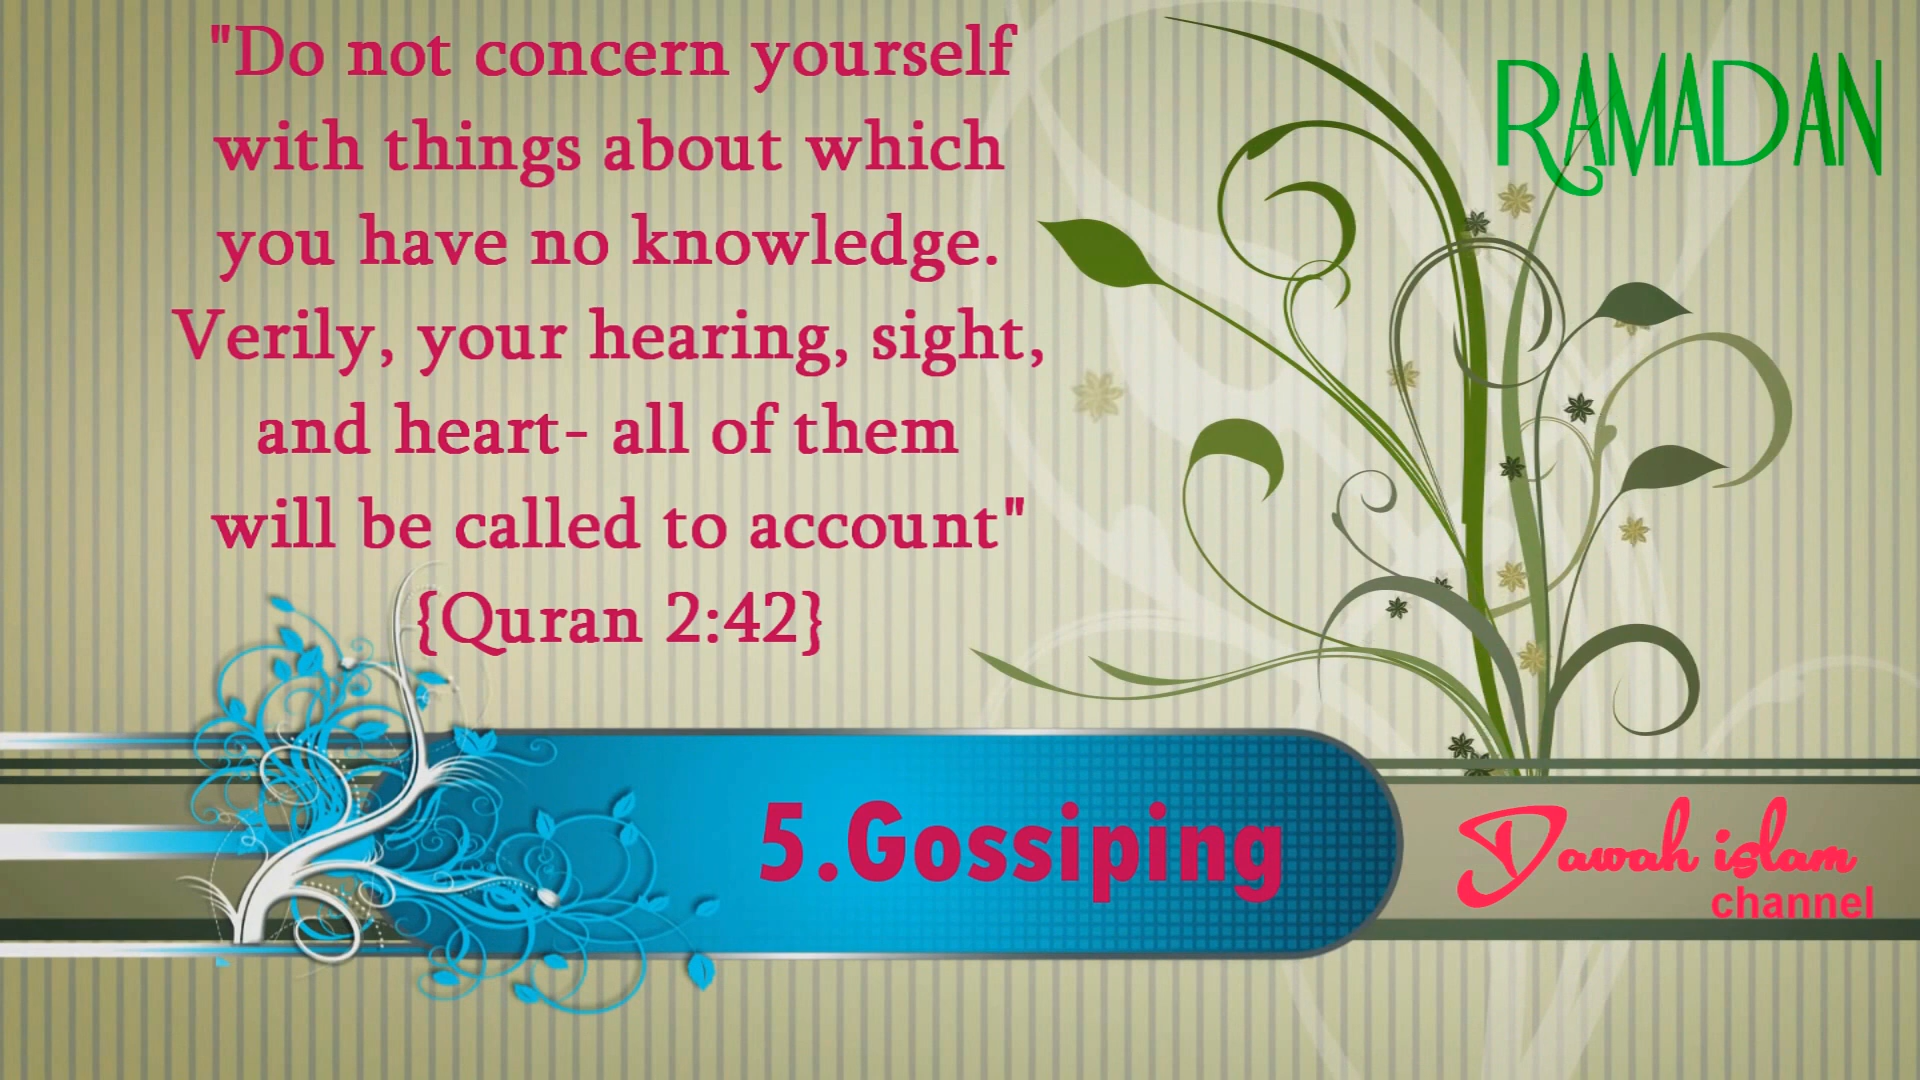 "Do not concern yourself
with things about which
you have no knowledge.
Verily, your hearing, sight,
and heart- all of them
will be called to account"
{Quran 2:42}
RAMADAN
5.Gossiping
Dawah islam
channel